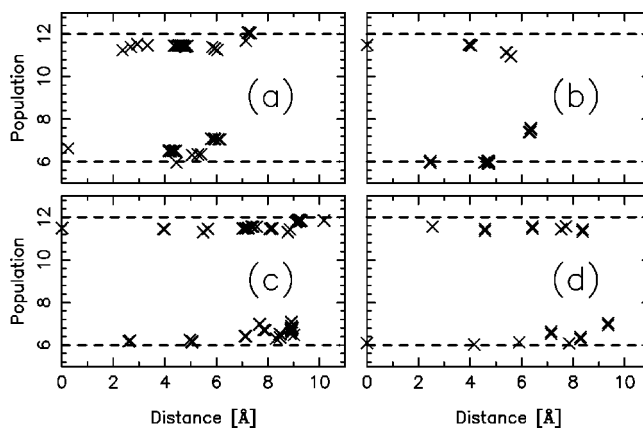 12
10
8
6
Population
(a)
(b)
12
10
8
6
Population
(c)
(d)
0 2 4 6 8 10 0 2 4 6 8 10
Distance [Å] Distance [Å]